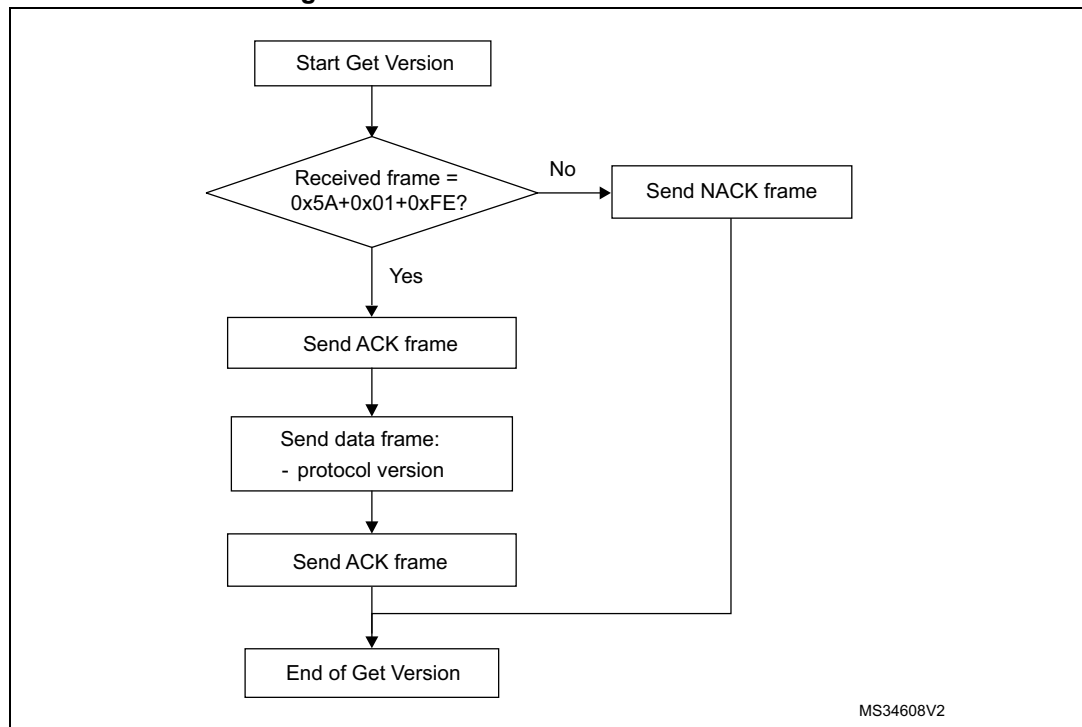 Start Get Version
Received frame =
0x5A+0x01+0xFE?
No
Send NACK frame
Yes
Send ACK frame
Send data frame:
- protocol version
Send ACK frame
End of Get Version
MS34608V2